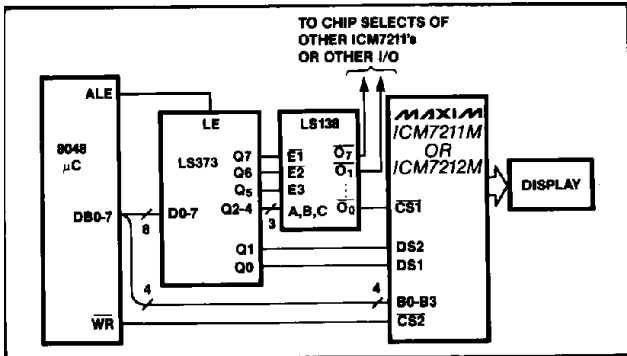 TO CHIP SELECTS OF
OTHER ICM7211's
OR OTHER I/O
ALE
8048
µC
DB0-7
WR
8
4
LE
LS373
D0-7
Q7
Q6
Q5
Q2-4
Q1
Q0
3
LS138
E1
E2
E3
A,B,C
O7
O1
O0
4
MAXIM
ICM7211M
OR
ICM7212M
CS1
DS2
DS1
B0-B3
CS2
DISPLAY